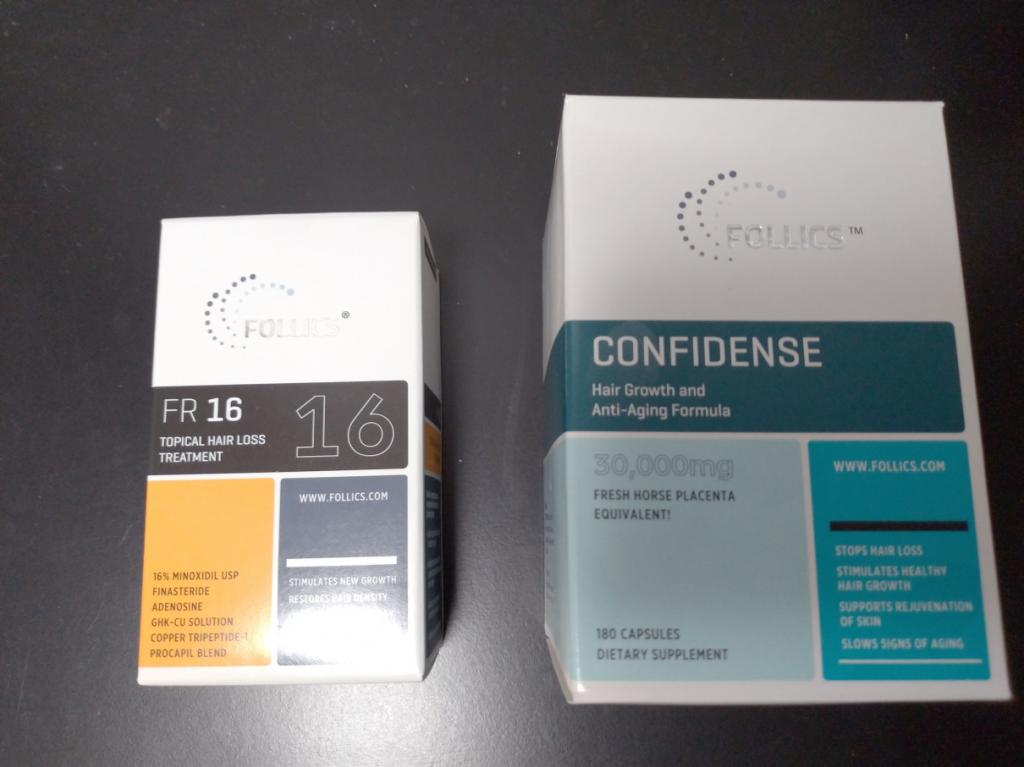 FOLLICS®
FR 16
16
TOPICAL HAIR LOSS
TREATMENT
16% MINOXIDIL USP
FINASTERIDE
ADENOSINE
GHK-CU SOLUTION
COPPER TRIPEPTIDE-1
PROCAPIL BLEND
WWW.FOLLICS.COM
STIMULATES NEW GROWTH
RESTORES HAIR DENSITY
FOLLICS™
CONFIDENSE
Hair Growth and
Anti-Aging Formula
30,000mg
FRESH HORSE PLACENTA
EQUIVALENT!
180 CAPSULES
DIETARY SUPPLEMENT
WWW.FOLLICS.COM
STOPS HAIR LOSS
STIMULATES HEALTHY
HAIR GROWTH
SUPPORTS REJUVENATION
OF SKIN
SLOWS SIGNS OF AGING